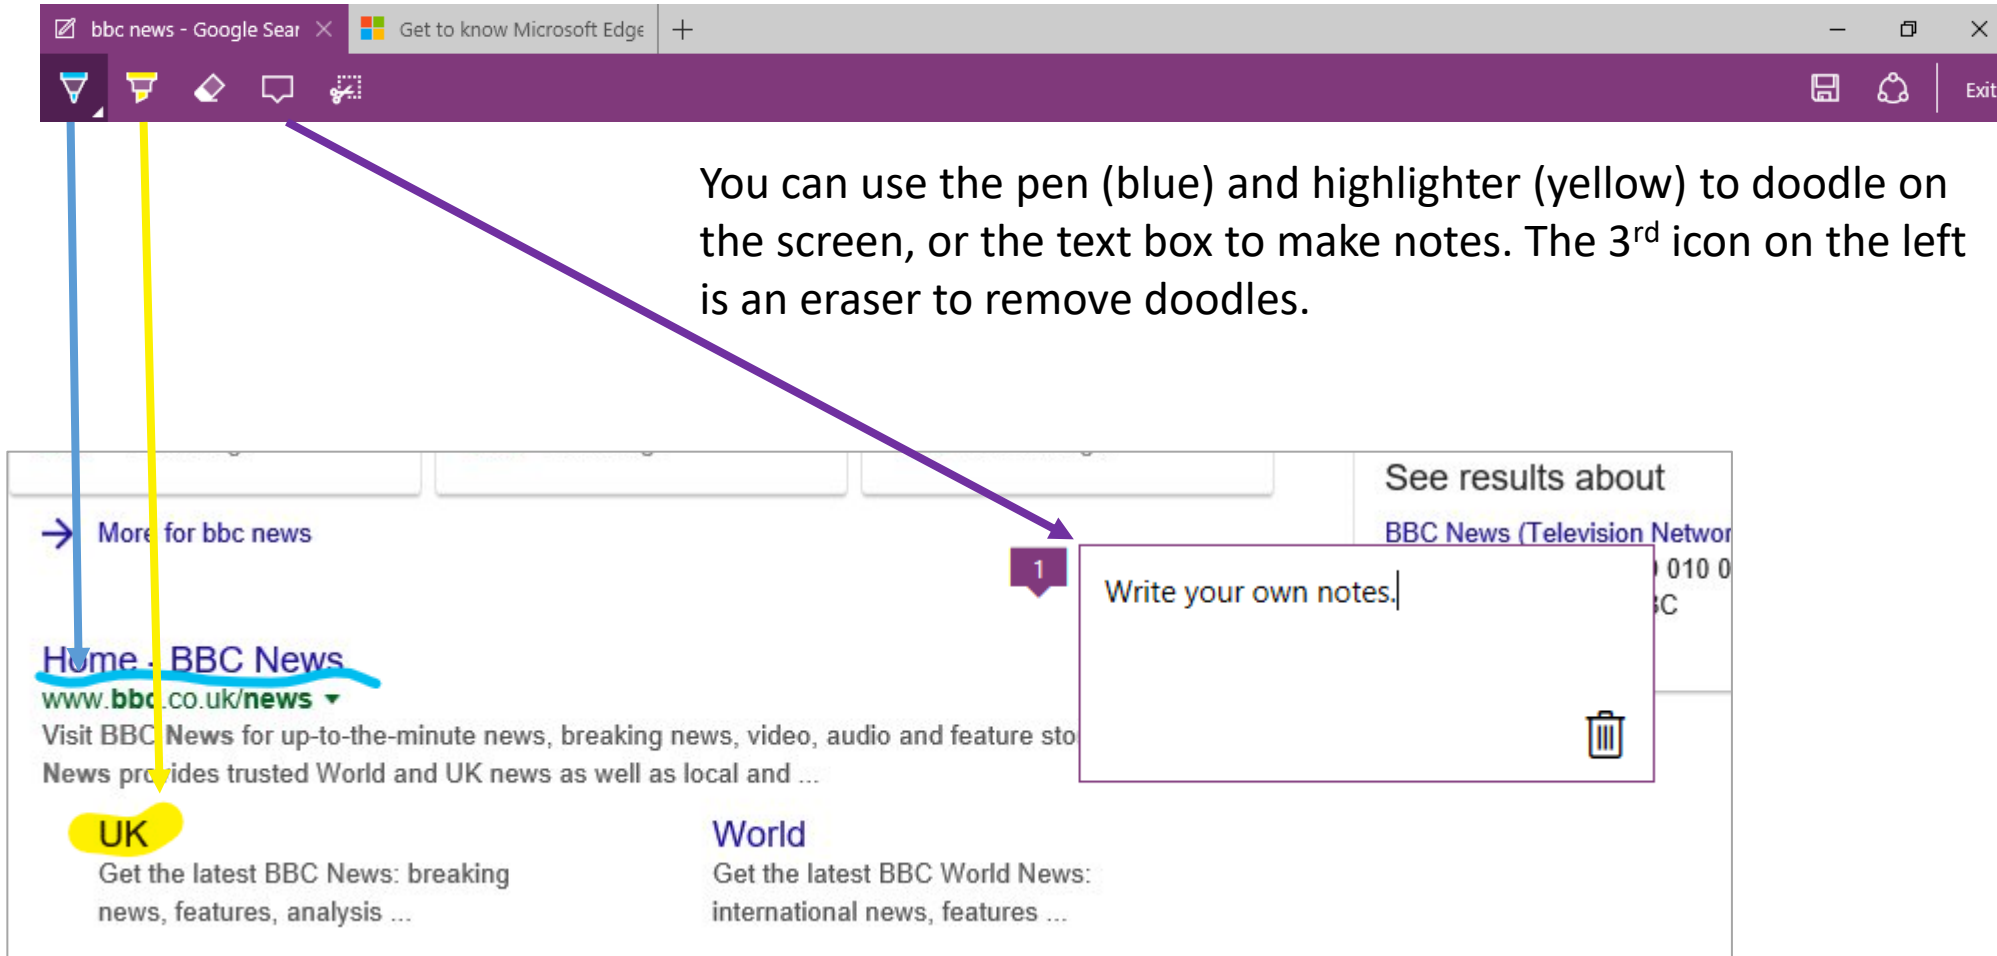 bbc news - Google Sear
Get to know Microsoft Edge
Exit
You can use the pen (blue) and highlighter (yellow) to doodle on
the screen, or the text box to make notes. The 3rd icon on the left
is an eraser to remove doodles.
See results about
More for bbc news
BBC News (Television Networ
1
010 0
Write your own notes.
Home - BBC News
www.bbc.co.uk/news
Visit BBC News for up-to-the-minute news, breaking news, video, audio and feature sto
News provides trusted World and UK news as well as local and ...
UK
World
Get the latest BBC News: breaking
news, features, analysis ...
Get the latest BBC World News:
international news, features ...